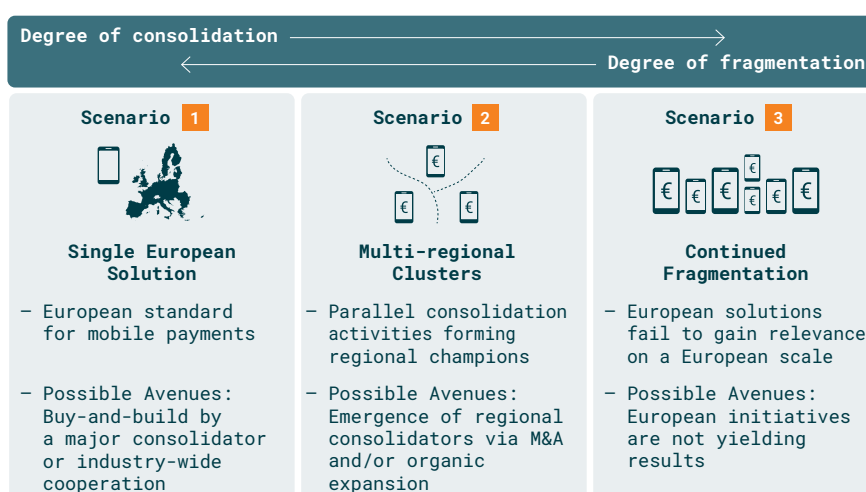 Degree of consolidation
Degree of fragmentation
Scenario 1
€
Single European
Solution
– European standard
for mobile payments
– Possible Avenues:
Buy-and-build by
a major consolidator
or industry-wide
cooperation
Scenario 2
€
€ €
Multi-regional
Clusters
– Parallel consolidation
activities forming
regional champions
– Possible Avenues:
Emergence of regional
consolidators via M&A
and/or organic
expansion
Scenario 3
€ € € € € € €
Continued
Fragmentation
– European solutions
fail to gain relevance
on a European scale
– Possible Avenues:
European initiatives
are not yielding
results